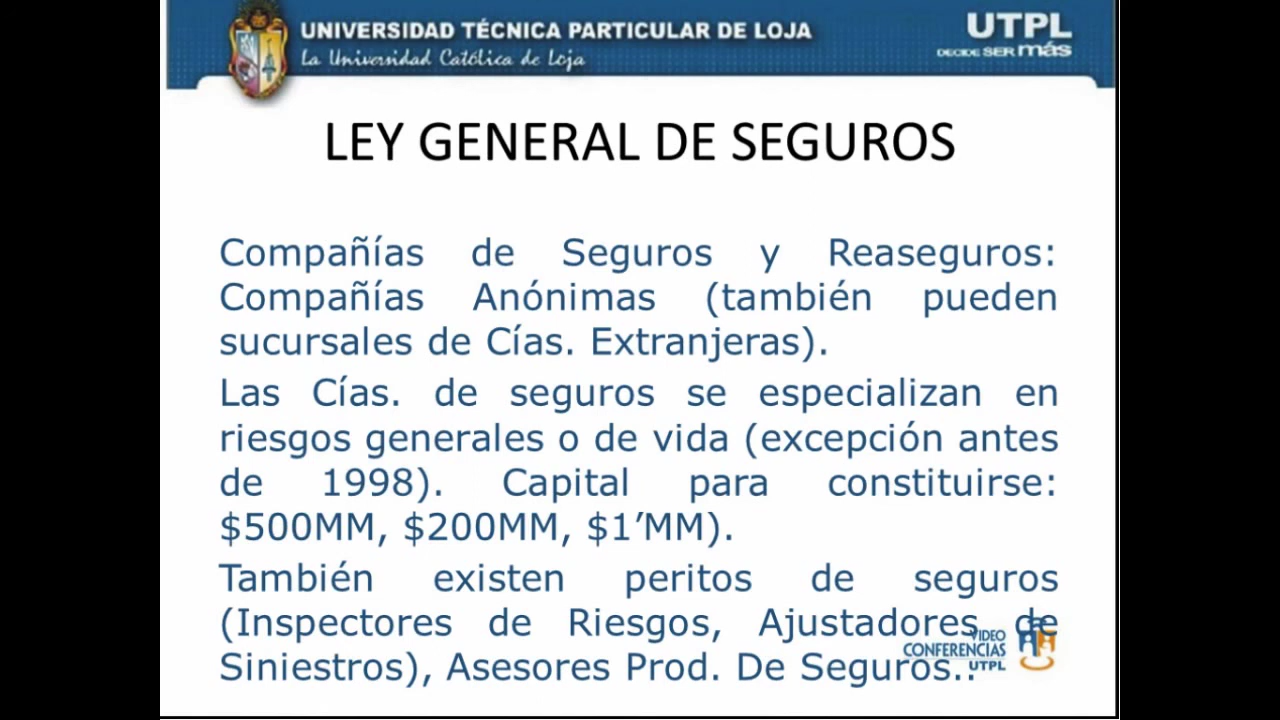 UNIVERSIDAD TÉCNICA PARTICULAR DE LOJA
La Universidad Católica de Loja
UTPL
DECIDE SER más
LEY GENERAL DE SEGUROS
Compañías de Seguros y Reaseguros:
Compañías Anónimas (también pueden
sucursales de Cías. Extranjeras).
Las Cías. de seguros se especializan en
riesgos generales o de vida (excepción antes
de 1998). Capital para constituirse:
$500MM, $200MM, $1’MM).
También existen peritos de seguros
(Inspectores de Riesgos, Ajustadores de
Siniestros), Asesores Prod. De Seguros..
VIDEO
CONFERENCIAS
UTPL